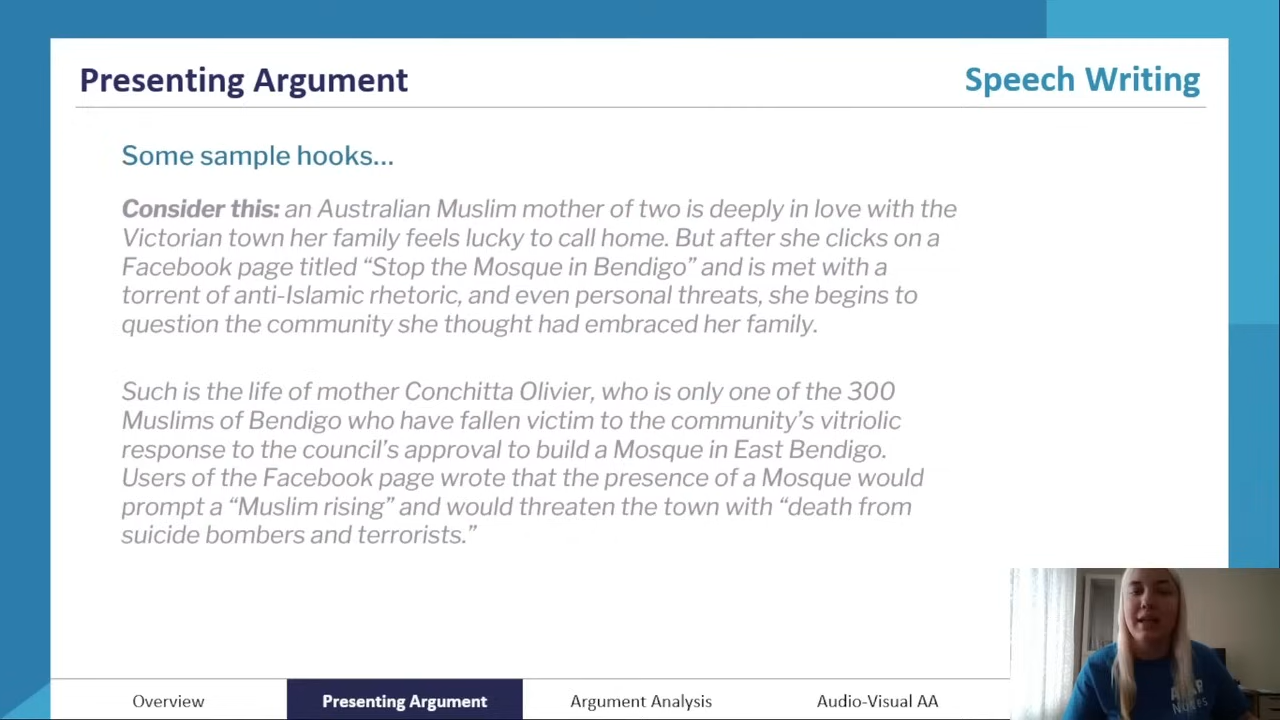 Presenting Argument
Speech Writing
Some sample hooks...
Consider this: an Australian Muslim mother of two is deeply in love with the
Victorian town her family feels lucky to call home. But after she clicks on a
Facebook page titled “Stop the Mosque in Bendigo” and is met with a
torrent of anti-Islamic rhetoric, and even personal threats, she begins to
question the community she thought had embraced her family.
Such is the life of mother Conchitta Olivier, who is only one of the 300
Muslims of Bendigo who have fallen victim to the community’s vitriolic
response to the council’s approval to build a Mosque in East Bendigo.
Users of the Facebook page wrote that the presence of a Mosque would
prompt a “Muslim rising” and would threaten the town with “death from
suicide bombers and terrorists.”
Overview
Presenting Argument
Argument Analysis
Audio-Visual AA